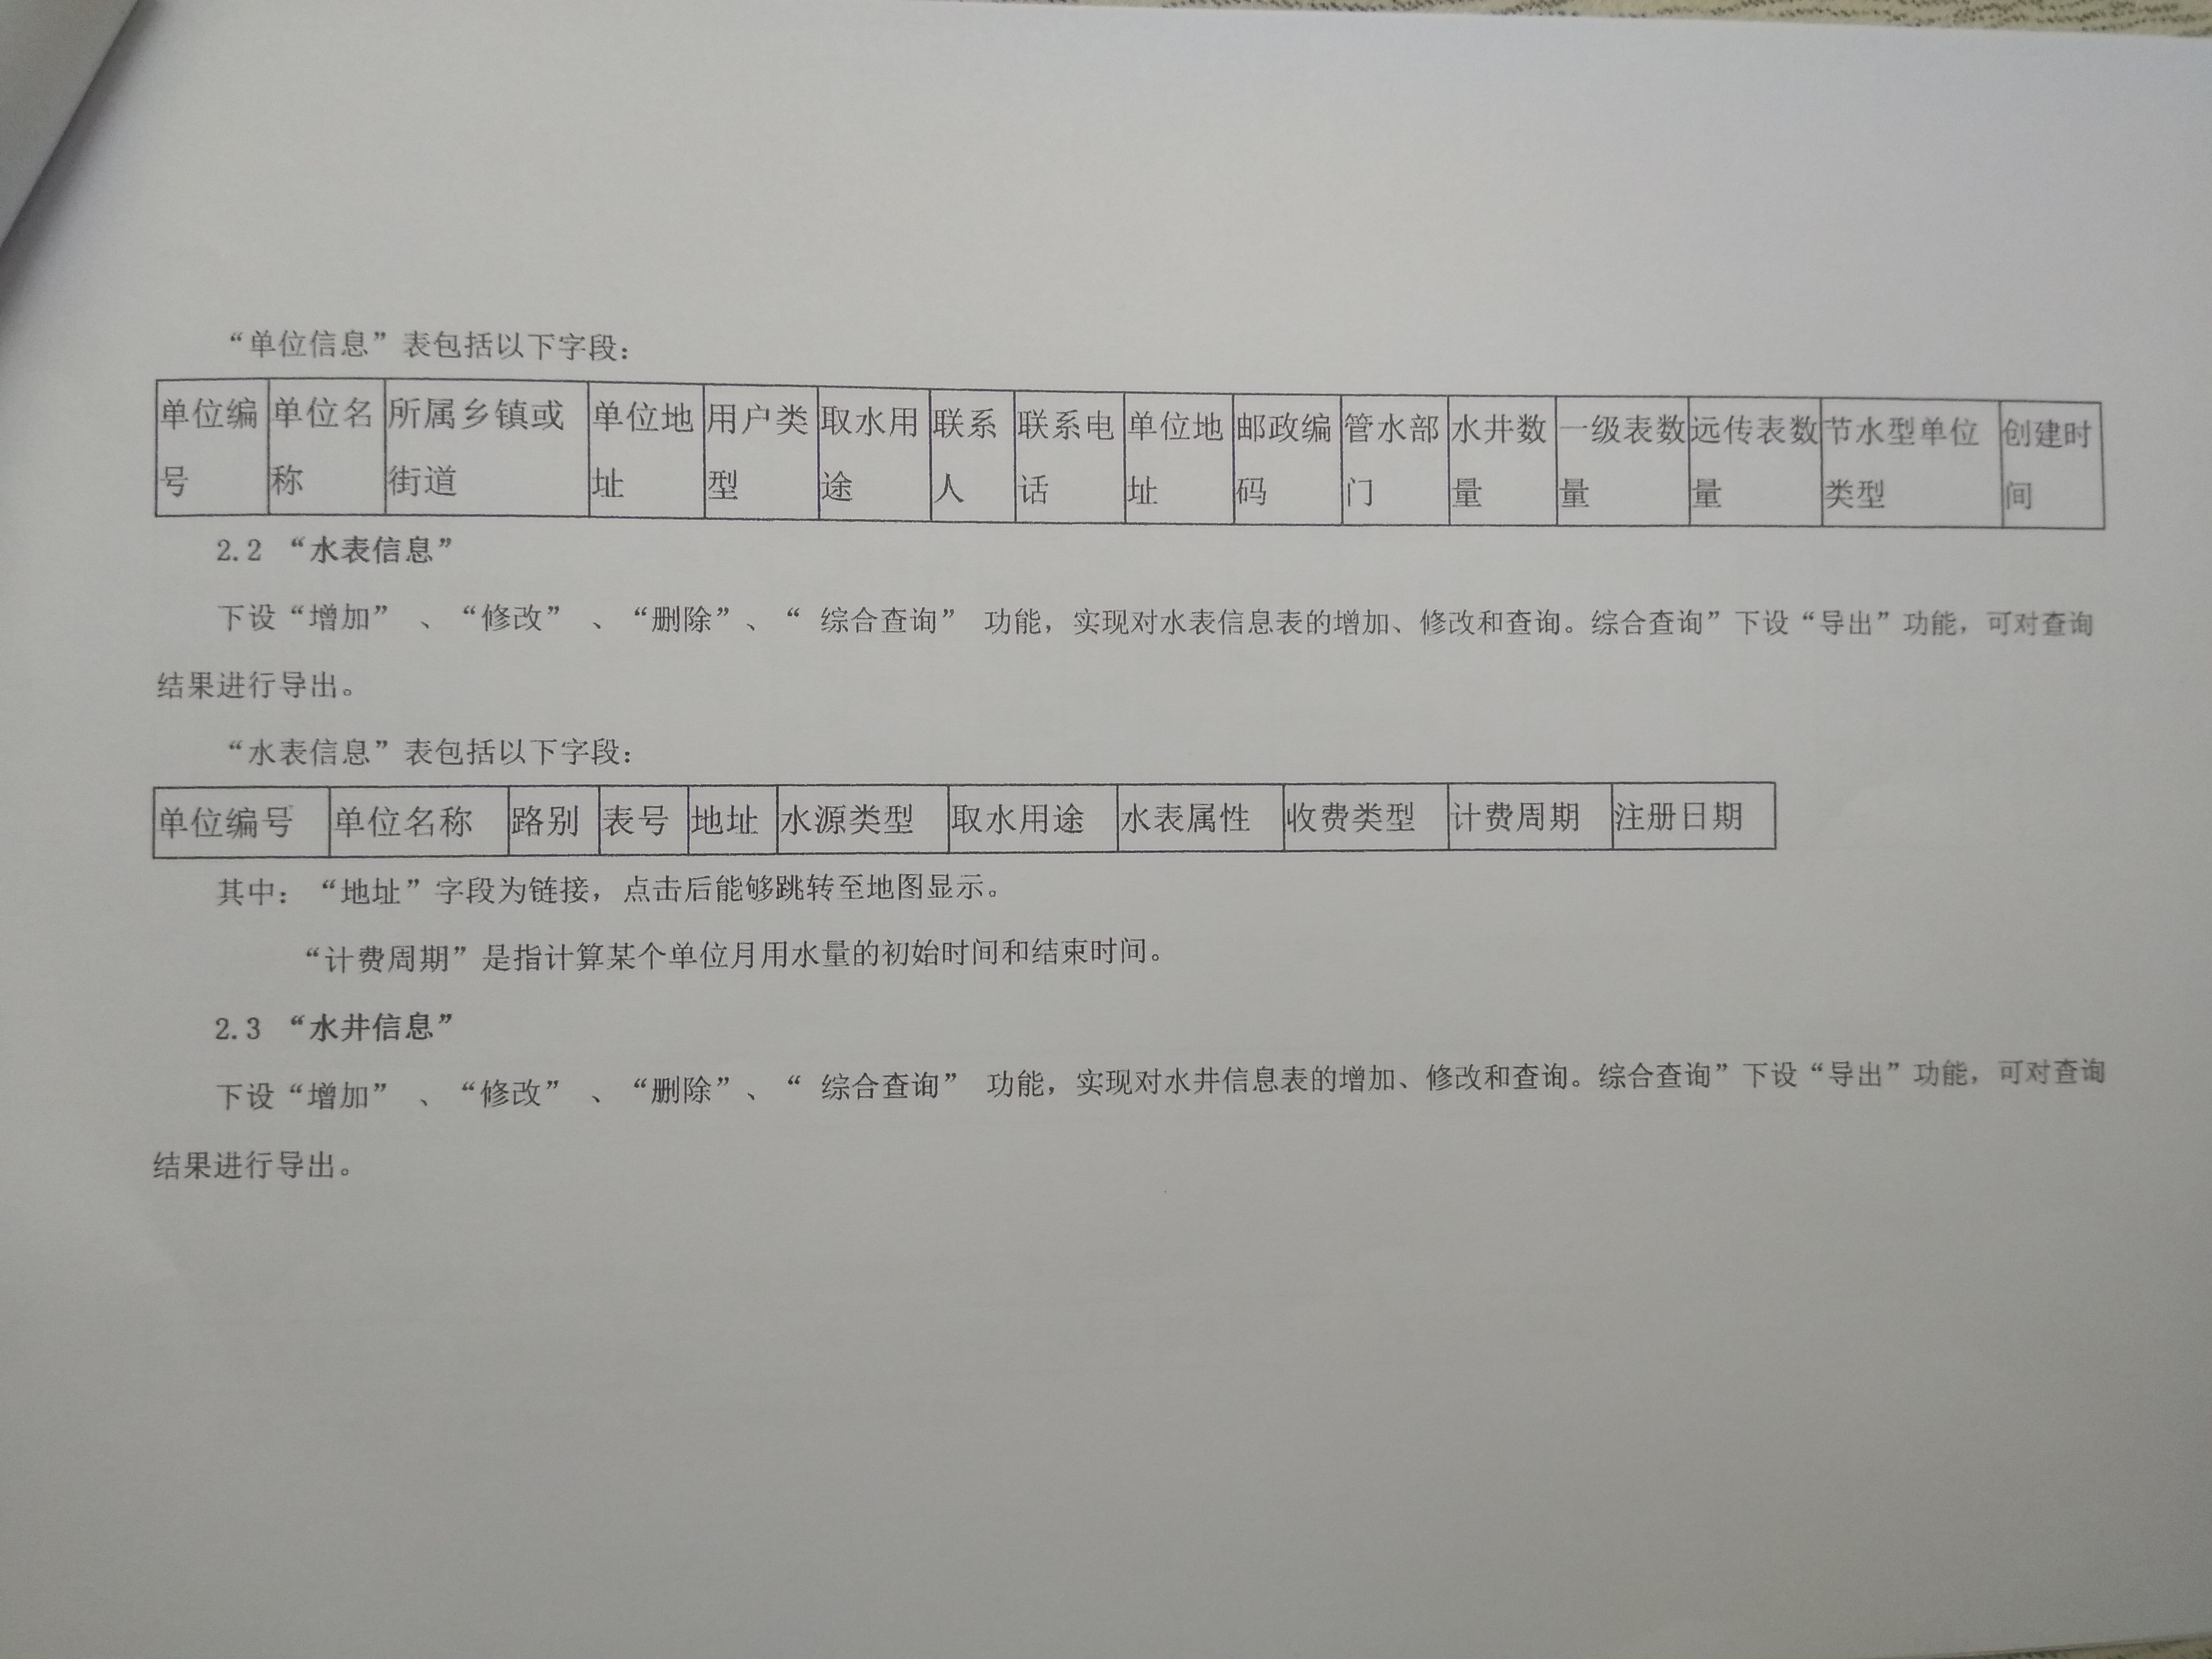 “单位信息”表包括以下字段：
单位编 单位名 所属乡镇或 单位地 用户类 取水用 联系 联系电 单位地 邮政编 管水部 水井数 一级表数 远传表数 节水型单位 创建时
号 称 街道 址 型 途 人 话 址 码 门 量 量 量 类型 间
2.2 “水表信息”
下设“增加” 、“修改” 、“删除”、“ 综合查询” 功能，实现对水表信息表的增加、修改和查询。综合查询”下设“导出”功能，可对查询
结果进行导出。
“水表信息”表包括以下字段：
单位编号 单位名称 路别 表号 地址 水源类型 取水用途 水表属性 收费类型 计费周期 注册日期
其中：“地址”字段为链接，点击后能够跳转至地图显示。
“计费周期”是指计算某个单位月用水量的初始时间和结束时间。
2.3 “水井信息”
下设“增加” 、“修改” 、“删除”、“ 综合查询” 功能，实现对水井信息表的增加、修改和查询。综合查询”下设“导出”功能，可对查询
结果进行导出。